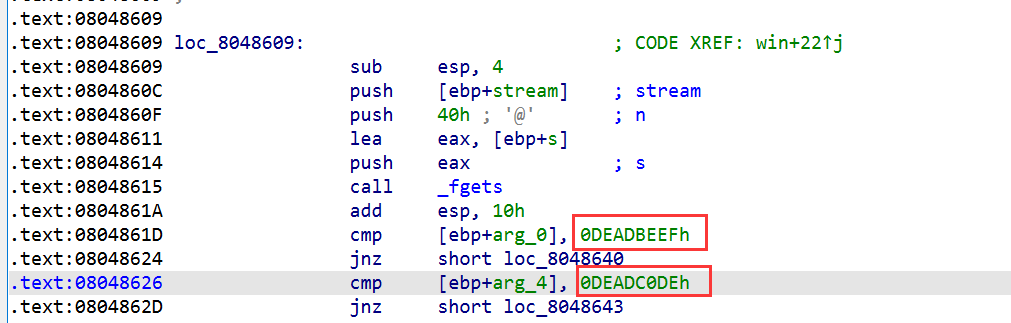 .text:08048609 ;
.text:08048609
.text:08048609 loc_8048609: ; CODE XREF: win+22↑j
.text:08048609 sub esp, 4
.text:0804860C push [ebp+stream] ; stream
.text:0804860F push 40h ; '@' ; n
.text:08048611 lea eax, [ebp+s]
.text:08048614 push eax ; s
.text:08048615 call _fgets
.text:0804861A add esp, 10h
.text:0804861D cmp [ebp+arg_0], 0DEADBEEFh
.text:08048624 jnz short loc_8048640
.text:08048626 cmp [ebp+arg_4], 0DEADC0DEh
.text:0804862D jnz short loc_8048643